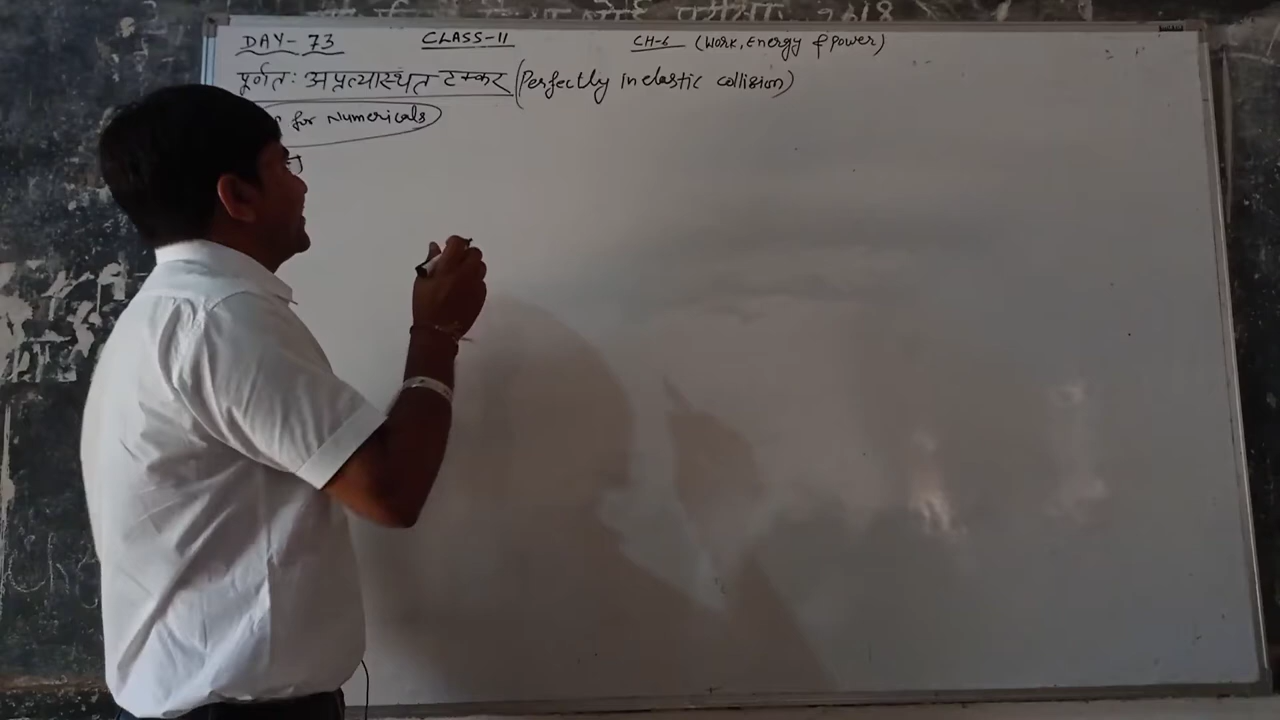 DAY-73 CLASS-11 CH-6 (Work, Energy & Power)
पूर्णतः अप्रत्यास्थत टक्कर (Perfectly inelastic collision)
for Numericals